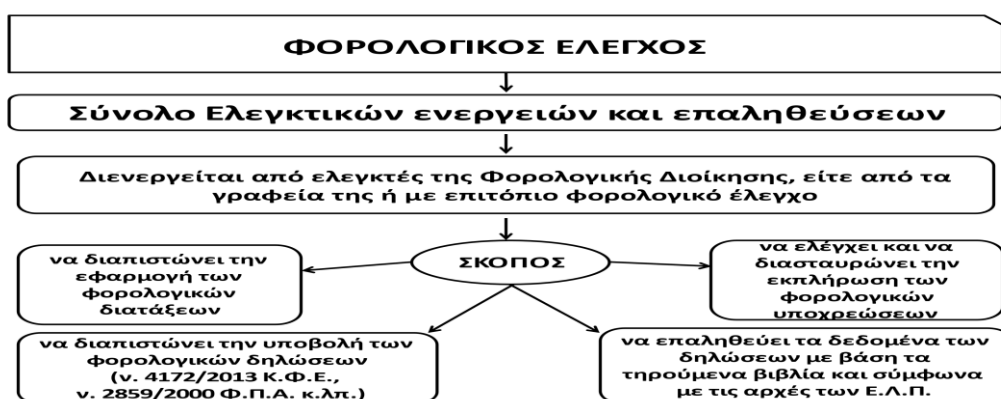 ΦΟΡΟΛΟΓΙΚΟΣ ΕΛΕΓΧΟΣ
Σύνολο Ελεγκτικών ενεργειών και επαληθεύσεων
Διενεργείται από ελεγκτές της Φορολογικής Διοίκησης, είτε από τα
γραφεία της ή με επιτόπιο φορολογικό έλεγχο
ΣΚΟΠΟΣ
να διαπιστώνει την
εφαρμογή των
φορολογικών
διατάξεων
να ελέγχει και να
διασταυρώνει την
εκπλήρωση των
φορολογικών
υποχρεώσεων
να διαπιστώνει την υποβολή των
φορολογικών δηλώσεων
(ν. 4172/2013 Κ.Φ.Ε.,
ν. 2859/2000 Φ.Π.Α. κ.λπ.)
να επαληθεύει τα δεδομένα των
δηλώσεων με βάση τα
τηρούμενα βιβλία και σύμφωνα
με τις αρχές των Ε.Λ.Π.